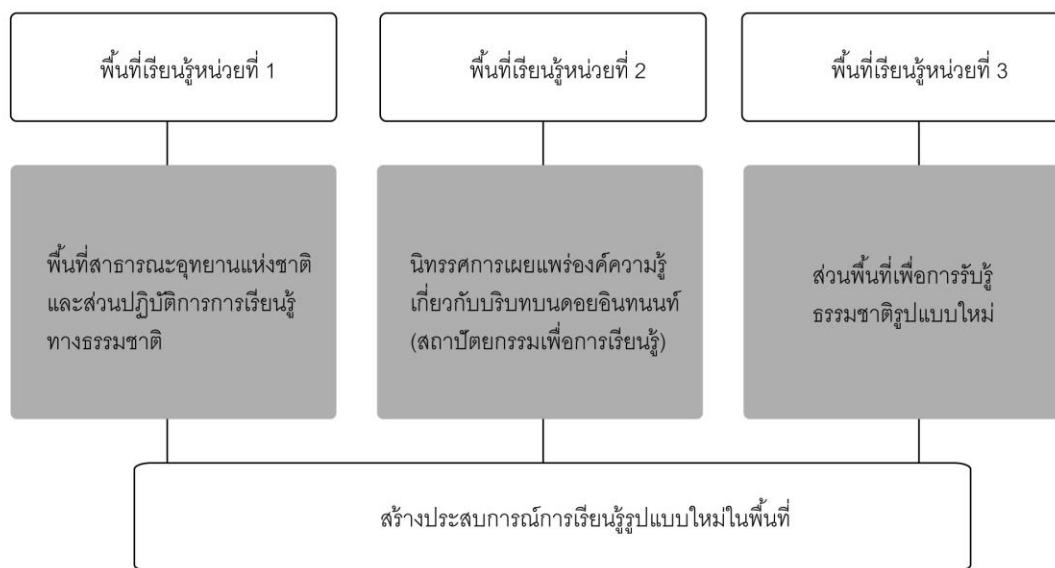 พื้นที่เรียนรู้หน่วยที่ 1
พื้นที่เรียนรู้หน่วยที่ 2
พื้นที่เรียนรู้หน่วยที่ 3
พื้นที่สาธารณะอุทยานแห่งชาติ
และส่วนปฏิบัติการการเรียนรู้
ทางธรรมชาติ
นิทรรศการเผยแพร่องค์ความรู้
เกี่ยวกับบริบทบนดอยอินทนนท์
(สถาปัตยกรรมเพื่อการเรียนรู้)
ส่วนพื้นที่เพื่อการรับรู้
ธรรมชาติรูปแบบใหม่
สร้างประสบการณ์การเรียนรู้รูปแบบใหม่ในพื้นที่